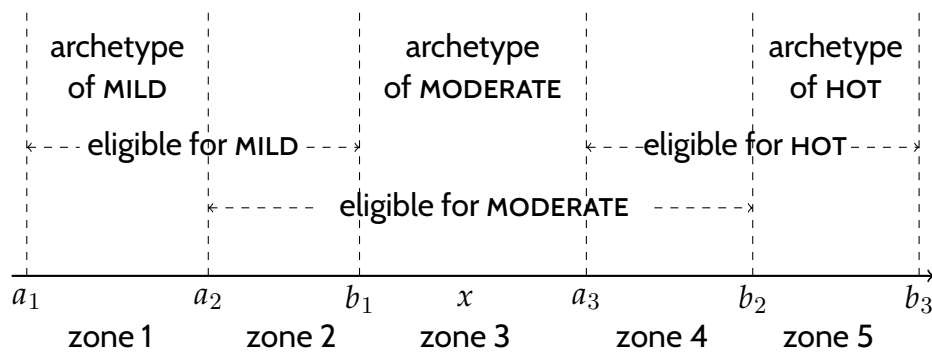 archetype archetype archetype
of MILD of MODERATE of HOT
eligible for MILD eligible for HOT
eligible for MODERATE
a1 a2 b1 x a3 b2 b3
zone 1 zone 2 zone 3 zone 4 zone 5